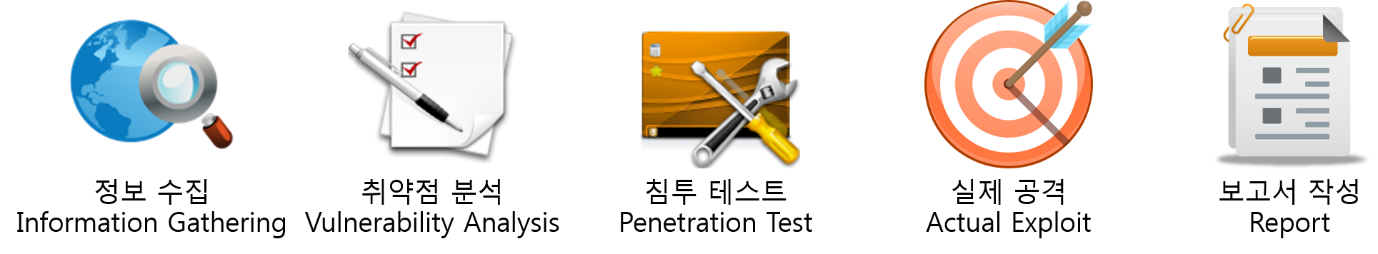 정보 수집
Information Gathering
취약점 분석
Vulnerability Analysis
침투 테스트
Penetration Test
실제 공격
Actual Exploit
보고서 작성
Report